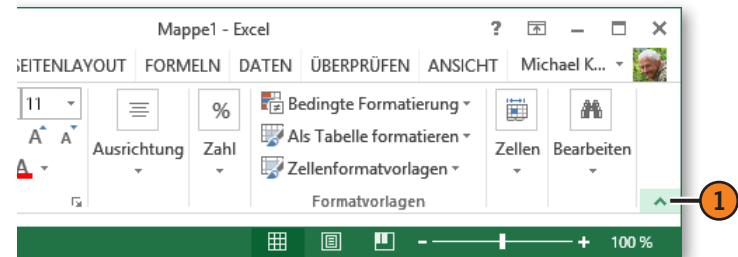 Mappe1 - Excel ?
SEITENLAYOUT FORMELN DATEN ÜBERPRÜFEN ANSICHT Michael K...
11 % Bedingte Formatierung
A A Als Tabelle formatieren
Ausrichtung Zahl Zellen Bearbeiten
A Zellenformatvorlagen
Formatvorlagen
1
- + 100 %